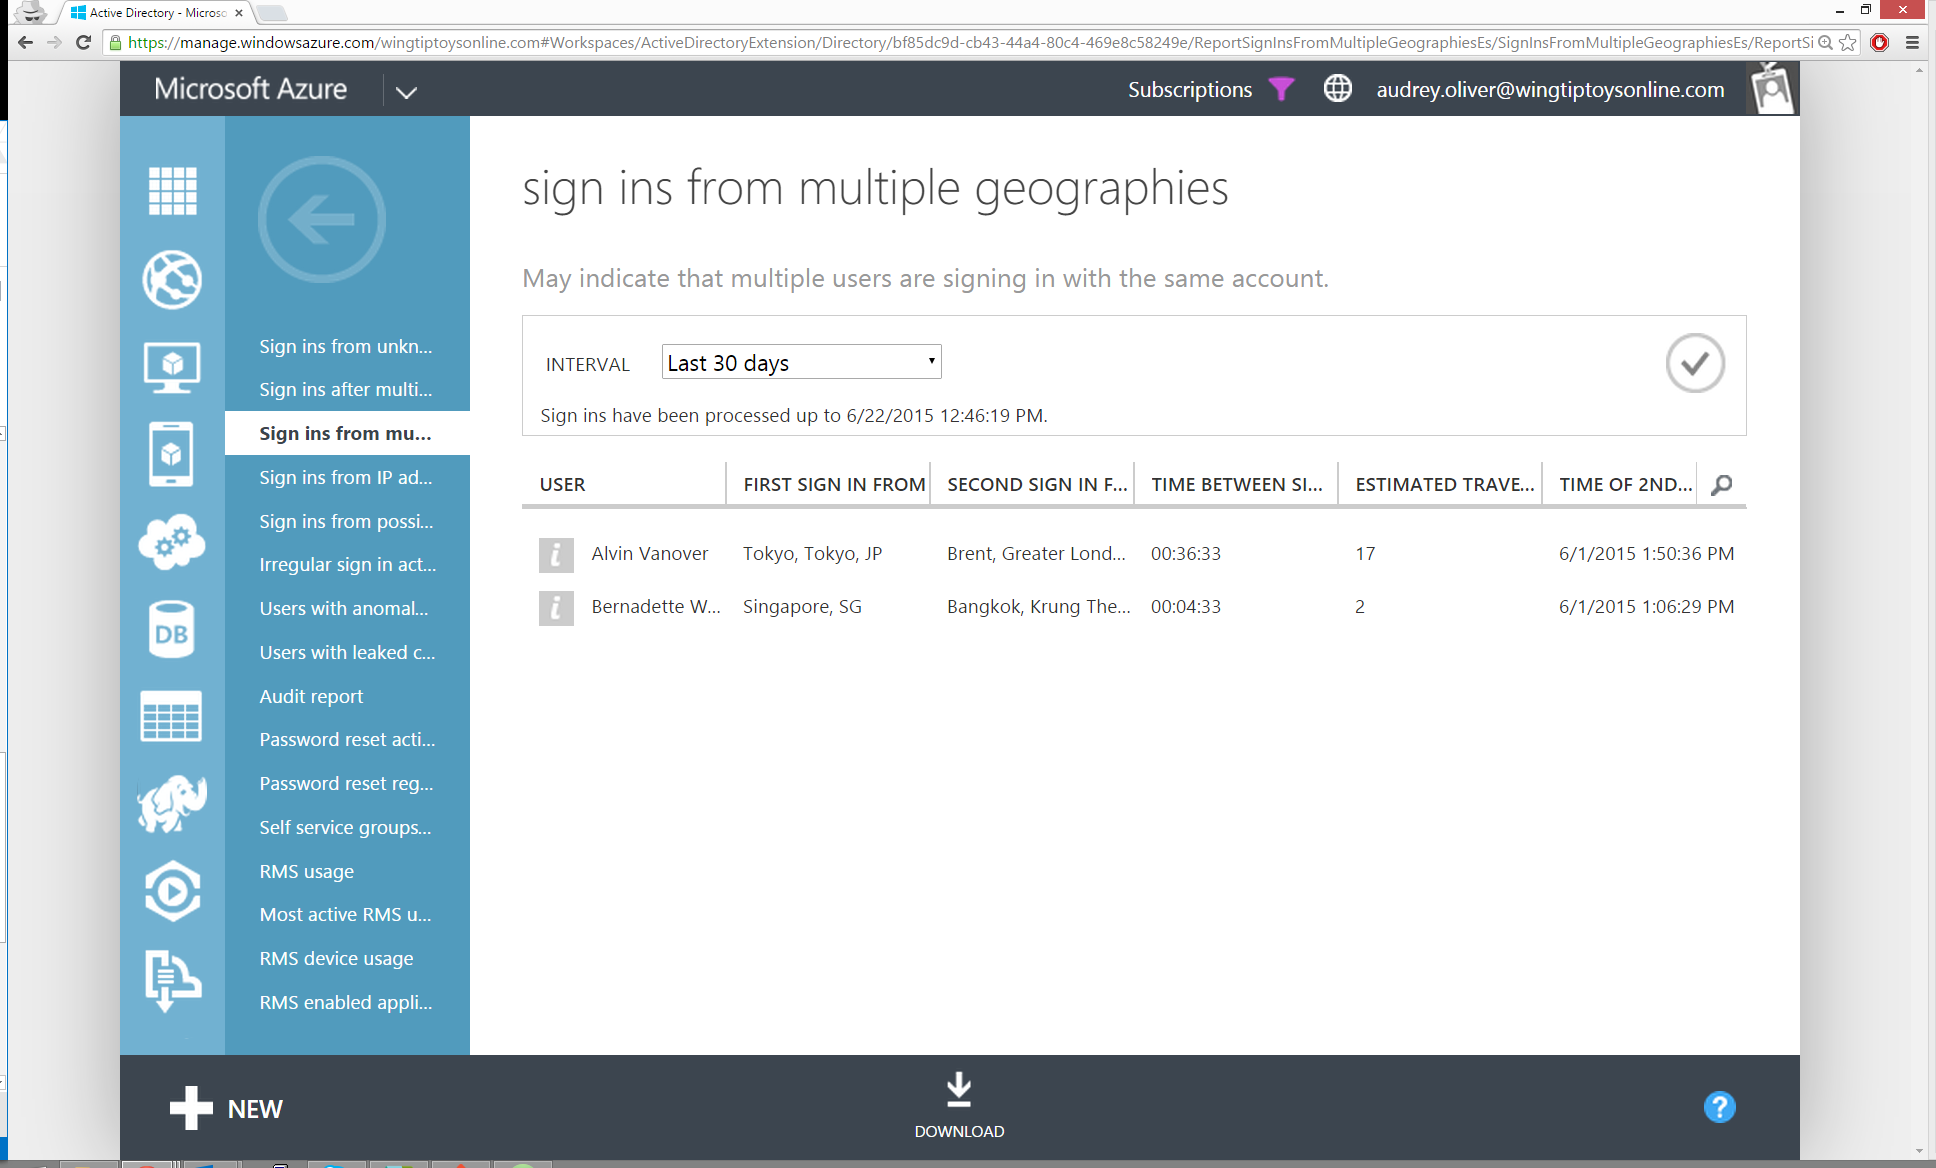 Active Directory - Microso
https://manage.windowsazure.com/wingtiptoysonline.com#Workspaces/ActiveDirectoryExtension/Directory/bf85dc9d-cb43-44a4-80c4-469e8c58249e/ReportSignInsFromMultipleGeographiesEs/SignInsFromMultipleGeographiesEs/ReportSi
Microsoft Azure
Subscriptions
audrey.oliver@wingtiptoysonline.com
Sign ins from unkn...
Sign ins after multi...
Sign ins from mu...
Sign ins from IP ad...
Sign ins from possi...
Irregular sign in act...
Users with anomal...
DB
Users with leaked c...
Audit report
Password reset acti...
Password reset reg...
Self service groups...
RMS usage
Most active RMS u...
RMS device usage
RMS enabled appli...
sign ins from multiple geographies
May indicate that multiple users are signing in with the same account.
INTERVAL Last 30 days
Sign ins have been processed up to 6/22/2015 12:46:19 PM.
USER FIRST SIGN IN FROM SECOND SIGN IN F... TIME BETWEEN SI... ESTIMATED TRAVE... TIME OF 2ND...
i Alvin Vanover Tokyo, Tokyo, JP Brent, Greater Lond... 00:36:33 17 6/1/2015 1:50:36 PM
i Bernadette W... Singapore, SG Bangkok, Krung The... 00:04:33 2 6/1/2015 1:06:29 PM
NEW
DOWNLOAD
?